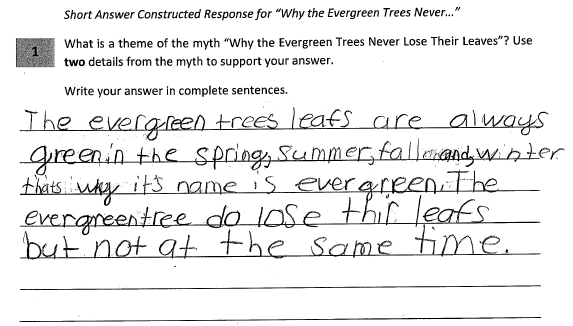 Short Answer Constructed Response for "Why the Evergreen Trees Never..."
1
What is a theme of the myth "Why the Evergreen Trees Never Lose Their Leaves"? Use
two details from the myth to support your answer.
Write your answer in complete sentences.
The evergreen trees leafs are always
green in the spring, summer, fall and, winter
thats why it's name is evergreen. The
evergreen tree do lose thir leafs
but not at the same time.